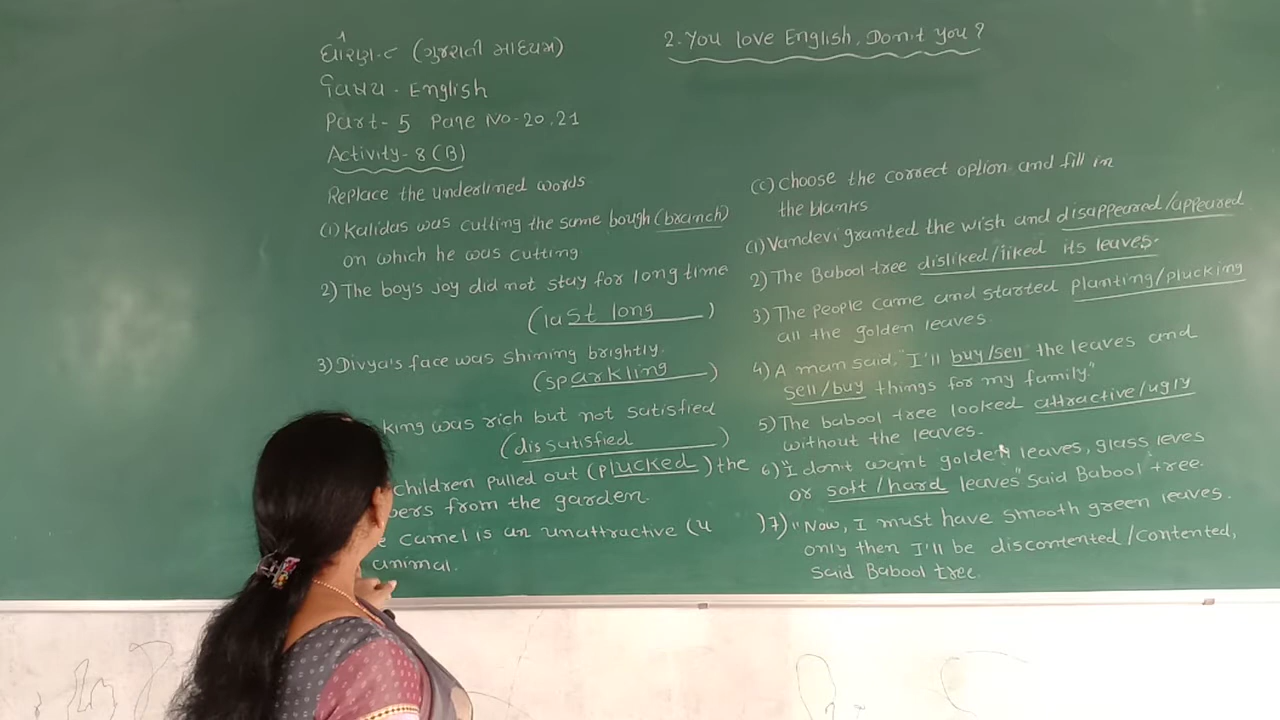 ધોરણ-૮ (ગુજરાતી માધ્યમ)
વિષય - English
Part-5 Page No-20.21
Activity-8(B)
Replace the underlined words
(1) Kalidas was cutting the same bough (branch)
on which he was cutting
2) The boy's Joy did not stay for long time
(last long)
3) Divya's face was shining brightly.
(sparkling)
king was rich but not satisfied
(dissatisfied)
children pulled out (plucked) the
from the garden.
camel is an unattractive (u
animal.
2. You love English, Don't you?
(C) Choose the correct option and fill in
the blanks
(1) Vandevi granted the wish and disappeared/appeared
2) The Babool tree disliked/liked its leaves.
3) The People came and started planting/plucking
all the golden leaves.
4) A man said, "I'll buy/sell the leaves and
sell/buy things for my family."
5) The babool tree looked attractive/ugly
without the leaves.
6) "I don't want golden leaves, glass leves
or soft/hard leaves" said Babool tree.
7) "Now, I must have smooth green leaves.
only then I'll be discontented/contented,
said Babool tree.